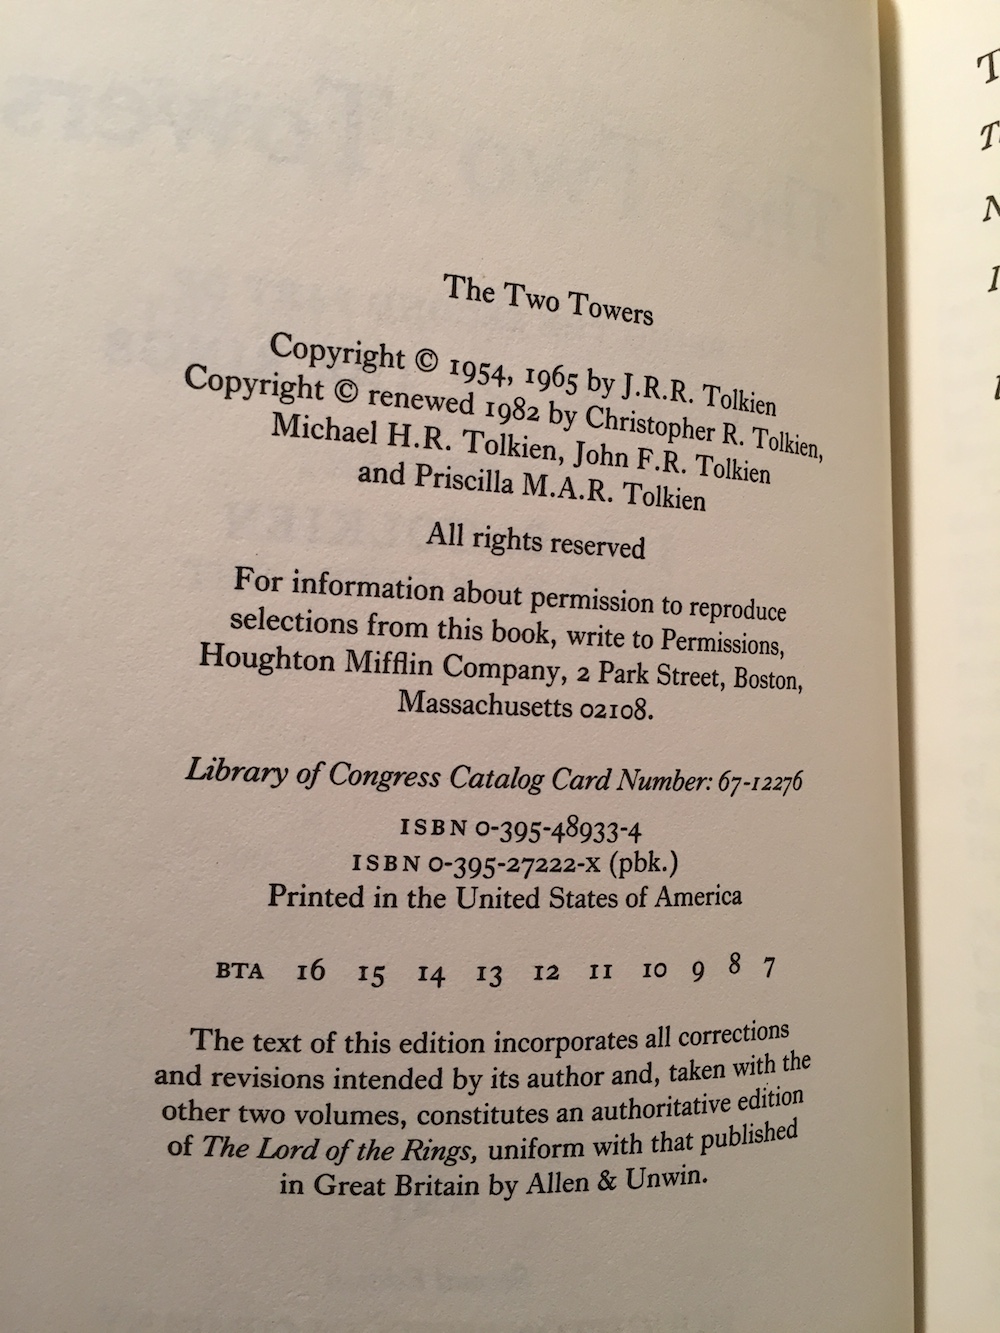 The Two Towers
Copyright © 1954, 1965 by J.R.R. Tolkien
Copyright © renewed 1982 by Christopher R. Tolkien,
Michael H.R. Tolkien, John F.R. Tolkien
and Priscilla M.A.R. Tolkien
All rights reserved
For information about permission to reproduce
selections from this book, write to Permissions,
Houghton Mifflin Company, 2 Park Street, Boston,
Massachusetts 02108.
Library of Congress Catalog Card Number: 67-12276
ISBN 0-395-48933-4
ISBN 0-395-27222-X (pbk.)
Printed in the United States of America
BTA 16 15 14 13 12 11 10 9 8 7
The text of this edition incorporates all corrections
and revisions intended by its author and, taken with the
other two volumes, constitutes an authoritative edition
of The Lord of the Rings, uniform with that published
in Great Britain by Allen & Unwin.